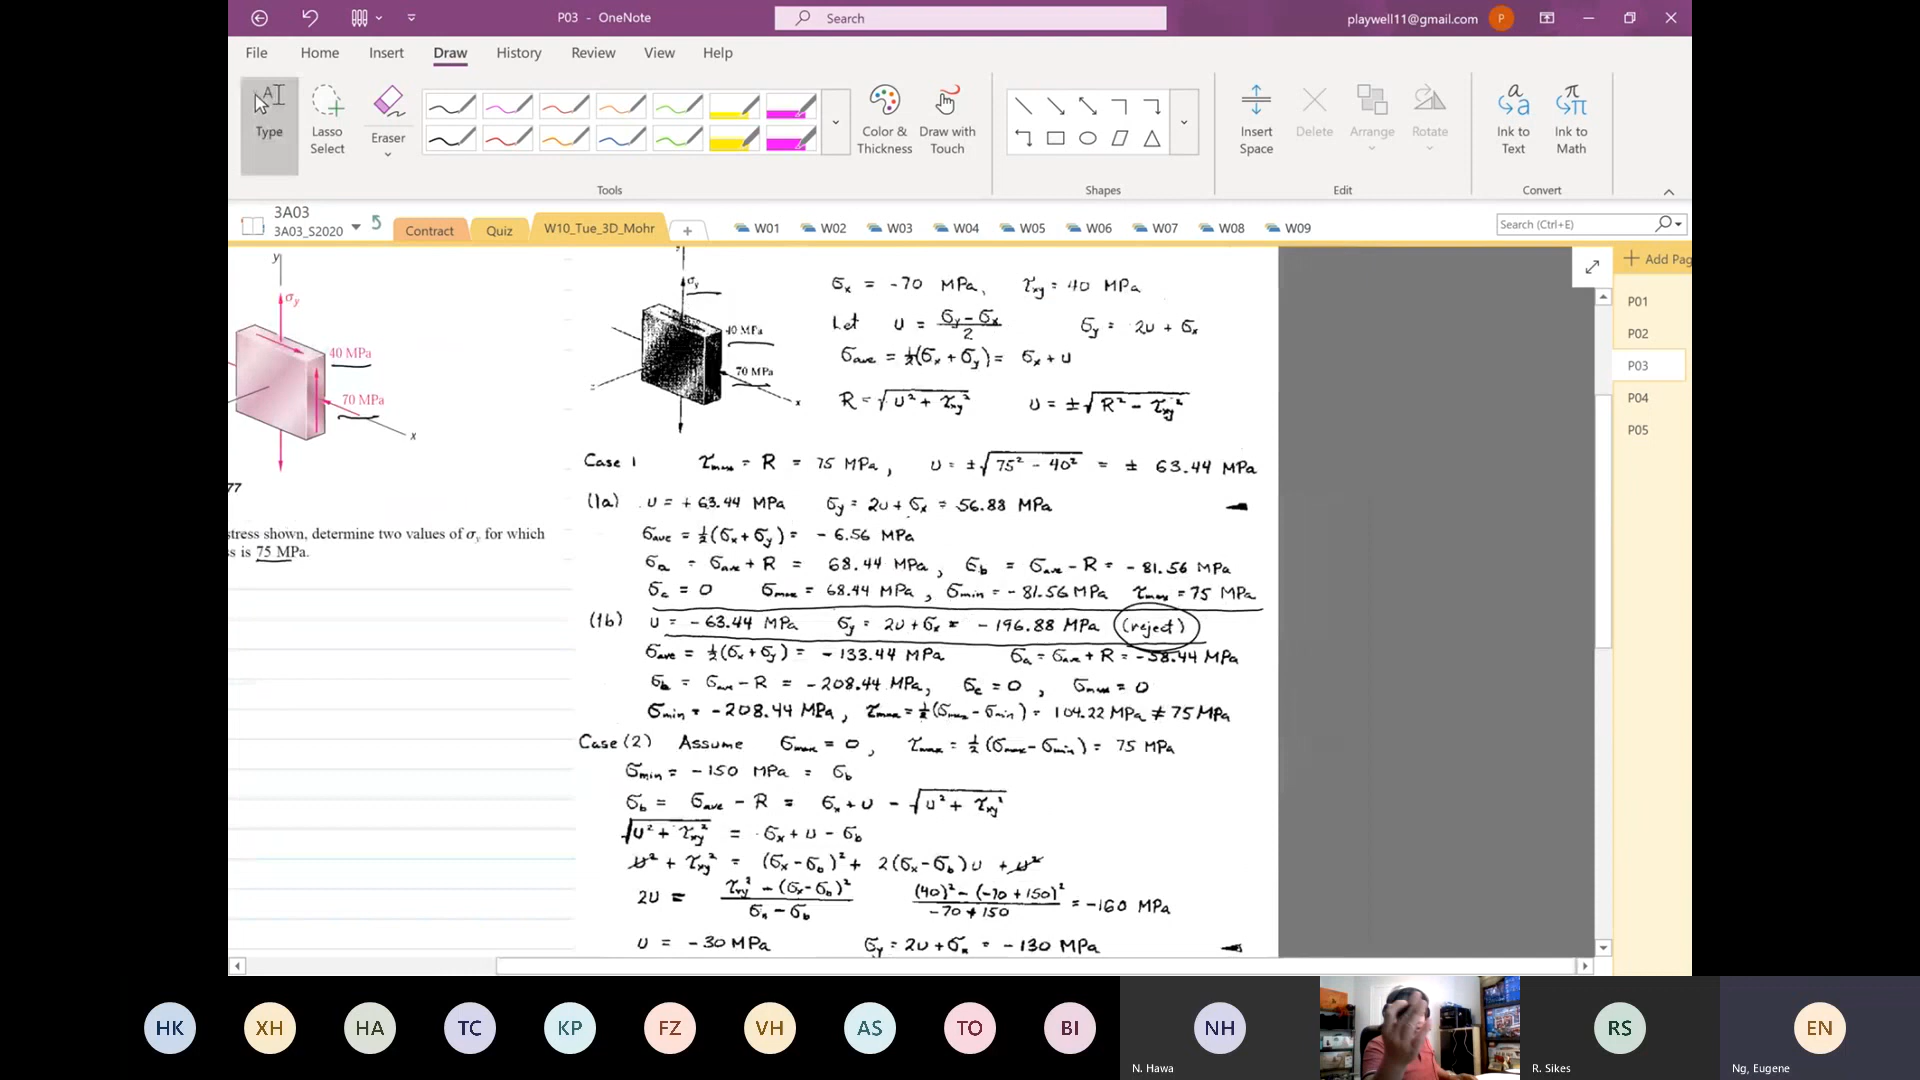 P03 - OneNote
Search
playwell11@gmail.com
P
File Home Insert Draw History Review View Help
Type
Lasso Select
Eraser
Color & Thickness
Draw with Touch
Insert Space
Delete
Arrange
Rotate
Ink to Text
Ink to Math
Tools
Shapes
Edit
Convert
3A03
3A03_S2020
Contract
Quiz
W10_Tue_3D_Mohr
W01 W02 W03 W04 W05 W06 W07 W08 W09
Search (Ctrl+E)
Add Pag
P01
P02
P03
P04
P05
y
σy
40 MPa
70 MPa
x
77
stress shown, determine two values of σy for which
ss is 75 MPa.
σy
40 MPa
70 MPa
z
x
σx = -70 MPa, τxy = 40 MPa
Let u = (σy - σx)/2 σy = 2u + σx
σave = ½(σx + σy) = σx + u
R = √(u² + τxy²) u = ±√(R² - τxy²)
Case 1 τmax = R = 75 MPa, u = ±√(75² - 40²) = ± 63.44 MPa
(1a) u = + 63.44 MPa σy = 2u + σx = 56.88 MPa
σave = ½(σx + σy) = - 6.56 MPa
σa = σave + R = 68.44 MPa, σb = σave - R = - 81.56 MPa
σc = 0 σmax = 68.44 MPa, σmin = - 81.56 MPa τmax = 75 MPa
(1b) u = - 63.44 MPa σy = 2u + σx = - 196.88 MPa (reject)
σave = ½(σx + σy) = - 133.44 MPa σa = σave + R = -58.44 MPa
σb = σave - R = - 208.44 MPa, σc = 0, σmax = 0
σmin = - 208.44 MPa, τmax = ½(σmax - σmin) = 104.22 MPa ≠ 75 MPa
Case (2) Assume σmax = 0, τmax = ½(σmax - σmin) = 75 MPa
σmin = -150 MPa = σb
σb = σave - R = σx + u - √(u² + τxy²)
√(u² + τxy²) = σx + u - σb
u² + τxy² = (σx - σb)² + 2(σx - σb)u + u²
2u = (τxy² - (σx - σb)²)/(σx - σb) ((40)² - (-70 + 150)²)/(-70 + 150) = -160 MPa
u = - 30 MPa σy = 2u + σx = - 130 MPa
HK XH HA TC KP FZ VH AS TO BI NH RS EN
N. Hawa
R. Sikes
Ng, Eugene